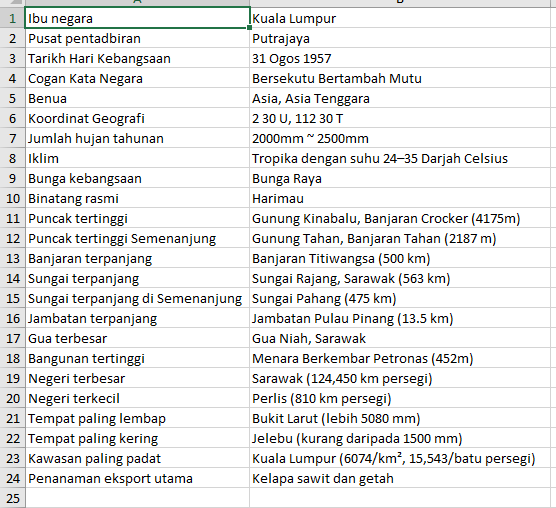 1 Ibu negara Kuala Lumpur
2 Pusat pentadbiran Putrajaya
3 Tarikh Hari Kebangsaan 31 Ogos 1957
4 Cogan Kata Negara Bersekutu Bertambah Mutu
5 Benua Asia, Asia Tenggara
6 Koordinat Geografi 2 30 U, 112 30 T
7 Jumlah hujan tahunan 2000mm ~ 2500mm
8 Iklim Tropika dengan suhu 24–35 Darjah Celsius
9 Bunga kebangsaan Bunga Raya
10 Binatang rasmi Harimau
11 Puncak tertinggi Gunung Kinabalu, Banjaran Crocker (4175m)
12 Puncak tertinggi Semenanjung Gunung Tahan, Banjaran Tahan (2187 m)
13 Banjaran terpanjang Banjaran Titiwangsa (500 km)
14 Sungai terpanjang Sungai Rajang, Sarawak (563 km)
15 Sungai terpanjang di Semenanjung Sungai Pahang (475 km)
16 Jambatan terpanjang Jambatan Pulau Pinang (13.5 km)
17 Gua terbesar Gua Niah, Sarawak
18 Bangunan tertinggi Menara Berkembar Petronas (452m)
19 Negeri terbesar Sarawak (124,450 km persegi)
20 Negeri terkecil Perlis (810 km persegi)
21 Tempat paling lembap Bukit Larut (lebih 5080 mm)
22 Tempat paling kering Jelebu (kurang daripada 1500 mm)
23 Kawasan paling padat Kuala Lumpur (6074/km², 15,543/batu persegi)
24 Penanaman eksport utama Kelapa sawit dan getah
25